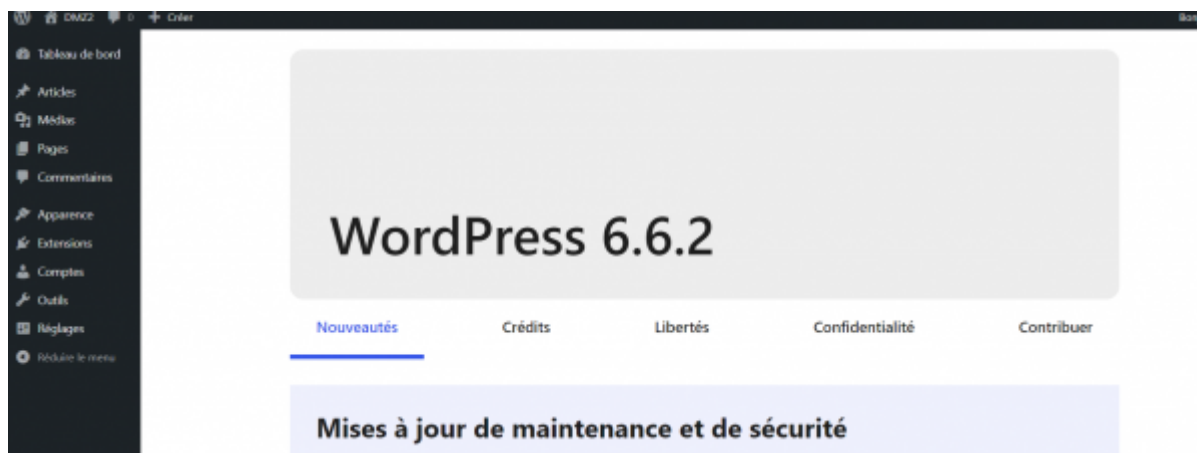 DMZ2 0 + Créer Bon
Tableau de bord
Articles
Médias
Pages
Commentaires
Apparence
Extensions
Comptes
Outils
Réglages
Réduire le menu
WordPress 6.6.2
Nouveautés Crédits Libertés Confidentialité Contribuer
Mises à jour de maintenance et de sécurité